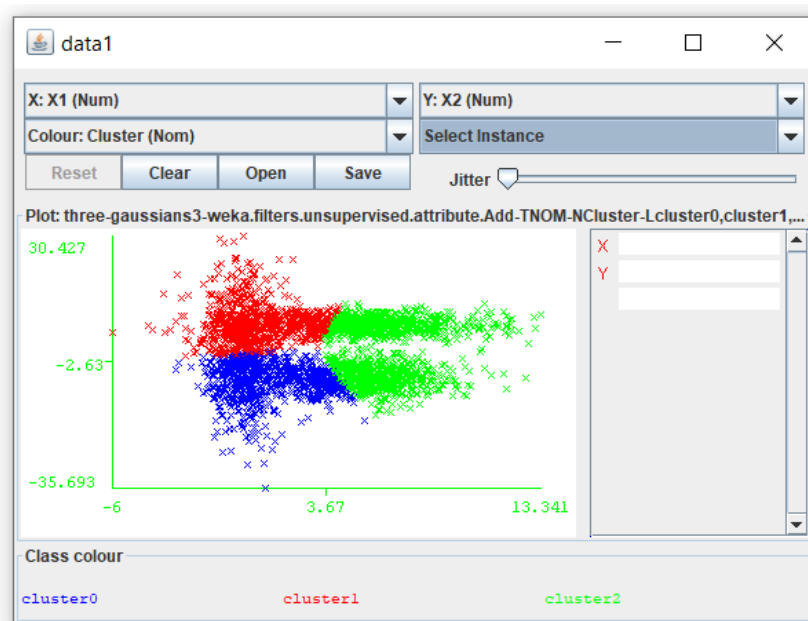 data1
X: X1 (Num) Y: X2 (Num)
Colour: Cluster (Nom) Select Instance
Reset Clear Open Save Jitter
Plot: three-gaussians3-weka.filters.unsupervised.attribute.Add-TNOM-NCluster-Lcluster0,cluster1,...
30.427
-2.63
-35.693
-6 3.67 13.341
X
Y
Class colour
cluster0 cluster1 cluster2